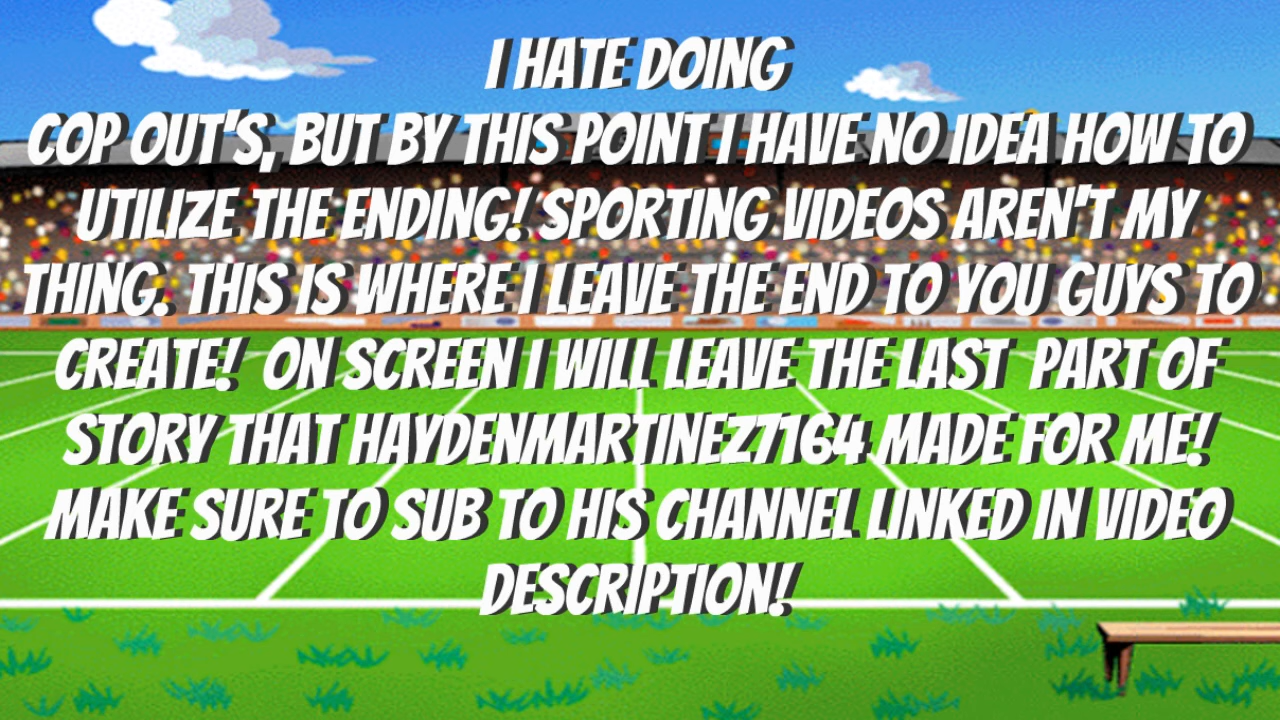 I HATE DOING
COP OUT'S, BUT BY THIS POINT I HAVE NO IDEA HOW TO
UTILIZE THE ENDING! SPORTING VIDEOS AREN'T MY
THING. THIS IS WHERE I LEAVE THE END TO YOU GUYS TO
CREATE! ON SCREEN I WILL LEAVE THE LAST PART OF
STORY THAT HAYDENMARTINEZ7164 MADE FOR ME!
MAKE SURE TO SUB TO HIS CHANNEL LINKED IN VIDEO
DESCRIPTION!